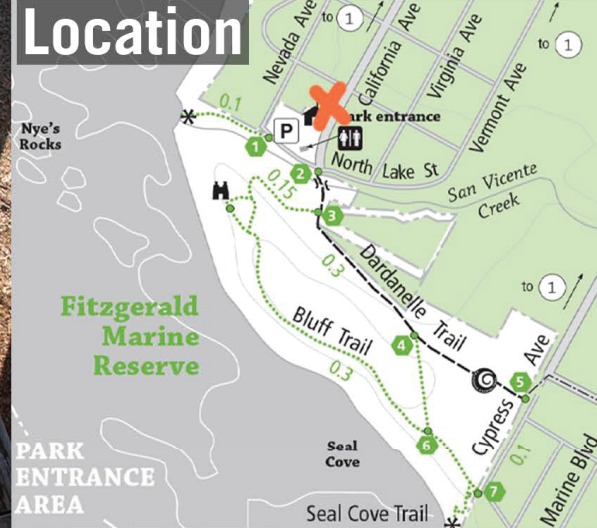 Location
Nevada Ave
to 1
California Ave
Virginia Ave
Vermont Ave
to 1
0.1
Nye's
Rocks
P
ark entrance
1
2
North Lake St
San Vicente
Creek
0.15
3
0.3
Dardanelle Trail
to 1
Fitzgerald
Marine
Reserve
Bluff Trail
4
0.3
5
Cypress Ave
6
Seal
Cove
0.1
Marine Blvd
PARK
ENTRANCE
AREA
7
Seal Cove Trail